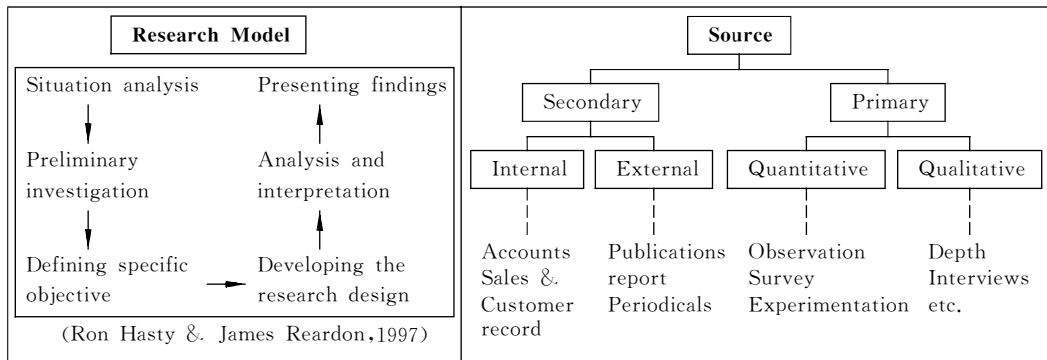 Research Model
Situation analysis
Preliminary
investigation
Defining specific
objective
Developing the
research design
Analysis and
interpretation
Presenting findings
(Ron Hasty & James Reardon,1997)
Source
Secondary
Primary
Internal
External
Quantitative
Qualitative
Accounts
Sales &
Customer
record
Publications
report
Periodicals
Observation
Survey
Experimentation
Depth
Interviews
etc.